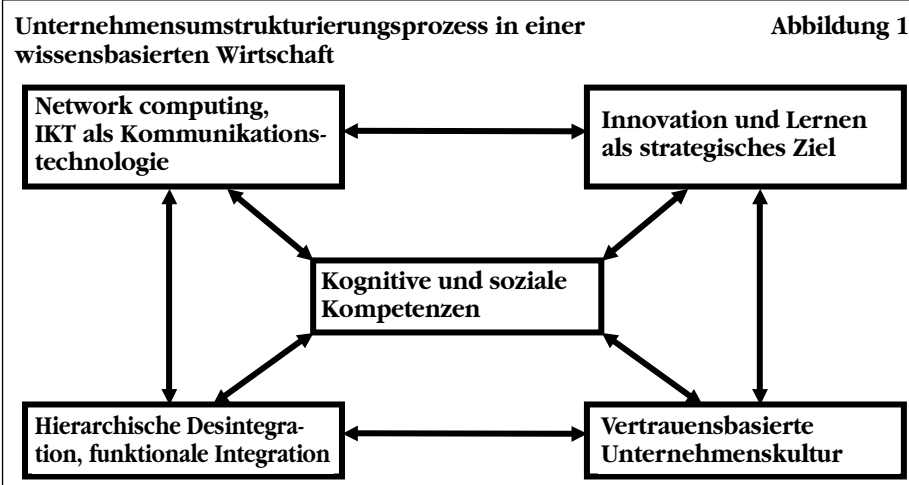 Unternehmensumstrukturierungsprozess in einer
wissensbasierten Wirtschaft
Abbildung 1
Network computing,
IKT als Kommunikations-
technologie
Innovation und Lernen
als strategisches Ziel
Kognitive und soziale
Kompetenzen
Hierarchische Desintegra-
tion, funktionale Integration
Vertrauensbasierte
Unternehmenskultur